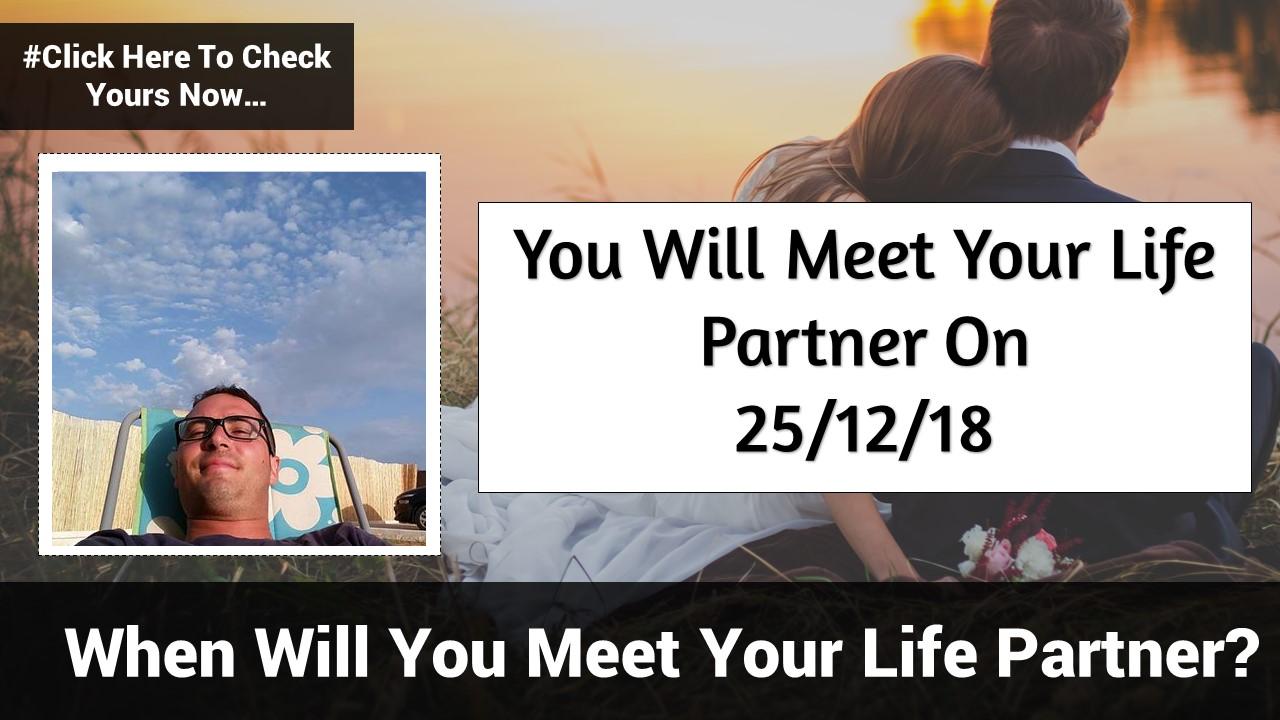 #Click Here To Check
Yours Now...
You Will Meet Your Life
Partner On
25/12/18
When Will You Meet Your Life Partner?